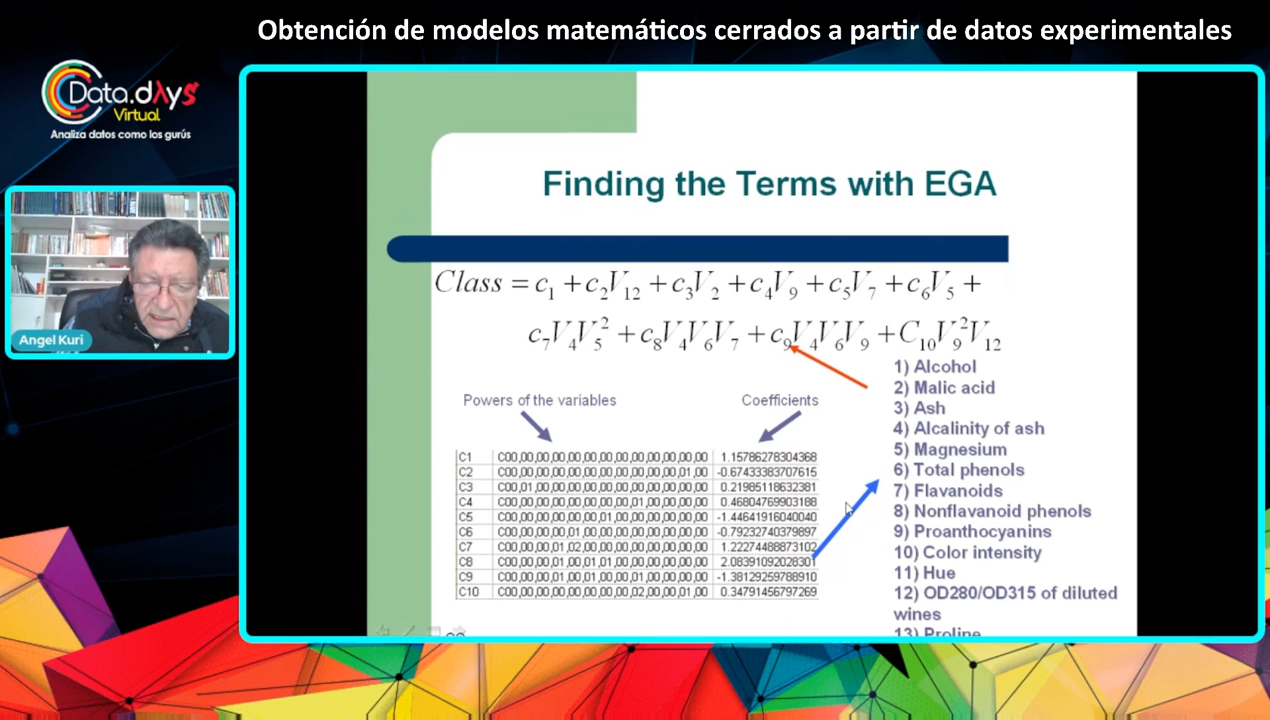 Obtención de modelos matemáticos cerrados a partir de datos experimentales
Data.dAys
Virtual
Analiza datos como los gurús
Angel Kuri
Finding the Terms with EGA
Class = c₁ + c₂V₁₂ + c₃V₂ + c₄V₉ + c₅V₇ + c₆V₅ +
c₇V₄V₅² + c₈V₄V₆V₇ + c₉V₄V₆V₉ + C₁₀V₉²V₁₂
Powers of the variables
Coefficients
C1 C00,00,00,00,00,00,00,00,00,00,00,00,00 1.15786278304368
C2 C00,00,00,00,00,00,00,00,00,00,00,01,00 -0.67433383707615
C3 C00,01,00,00,00,00,00,00,00,00,00,00,00 0.21985118632381
C4 C00,00,00,00,00,00,00,00,01,00,00,00,00 0.46804769903188
C5 C00,00,00,00,00,00,01,00,00,00,00,00,00 -1.44641916040040
C6 C00,00,00,00,01,00,00,00,00,00,00,00,00 -0.79232740379897
C7 C00,00,00,01,02,00,00,00,00,00,00,00,00 1.22274488873102
C8 C00,00,00,01,00,01,01,00,00,00,00,00,00 2.08391092028301
C9 C00,00,00,01,00,01,00,00,01,00,00,00,00 -1.38129259788910
C10 C00,00,00,00,00,00,00,00,02,00,00,01,00 0.34791456797269
1) Alcohol
2) Malic acid
3) Ash
4) Alcalinity of ash
5) Magnesium
6) Total phenols
7) Flavanoids
8) Nonflavanoid phenols
9) Proanthocyanins
10) Color intensity
11) Hue
12) OD280/OD315 of diluted
wines
13) Proline